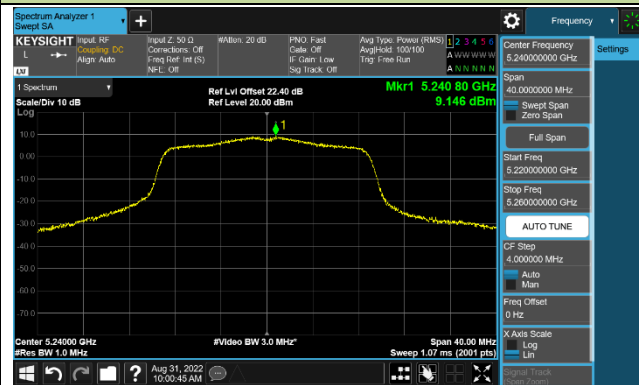 Spectrum Analyzer 1
Swept SA
+
Frequency
KEYSIGHT
L
LXI
Input: RF
Coupling: DC
Align: Auto
Input Z: 50 Ω
Corrections: Off
Freq Ref: Int (S)
NFE: Off
#Atten: 20 dB
PNO: Fast
Gate: Off
IF Gain: Low
Sig Track: Off
Avg Type: Power (RMS)
Avg|Hold: 100/100
Trig: Free Run
1 2 3 4 5 6
A W W W W W
A N N N N N
1 Spectrum
Scale/Div 10 dB
Log
Ref Lvl Offset 22.40 dB
Ref Level 20.00 dBm
Mkr1 5.240 80 GHz
9.146 dBm
1
10.0
0.00
-10.0
-20.0
-30.0
-40.0
-50.0
-60.0
-70.0
Center 5.24000 GHz
#Res BW 1.0 MHz
#Video BW 3.0 MHz*
Span 40.00 MHz
Sweep 1.07 ms (2001 pts)
Center Frequency
5.240000000 GHz
Settings
Span
40.0000000 MHz
Swept Span
Zero Span
Full Span
Start Freq
5.220000000 GHz
Stop Freq
5.260000000 GHz
AUTO TUNE
CF Step
4.000000 MHz
Auto
Man
Freq Offset
0 Hz
X Axis Scale
Log
Lin
Signal Track
(Span Zoom)
?
Aug 31, 2022
10:00:45 AM